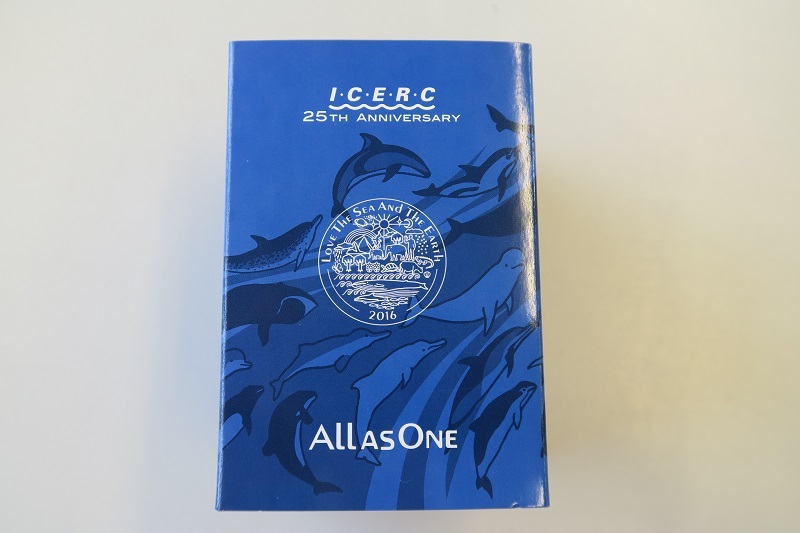 I·C·E·R·C
25TH ANNIVERSARY
LOVE THE SEA AND THE EARTH
2016
ALL AS ONE